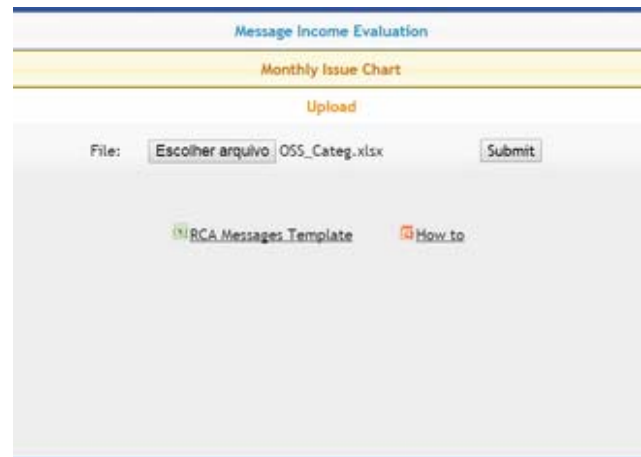 Message Income Evaluation
Monthly Issue Chart
Upload
File: Escolher arquivo OSS_Categ.xlsx Submit
RCA Messages Template How to